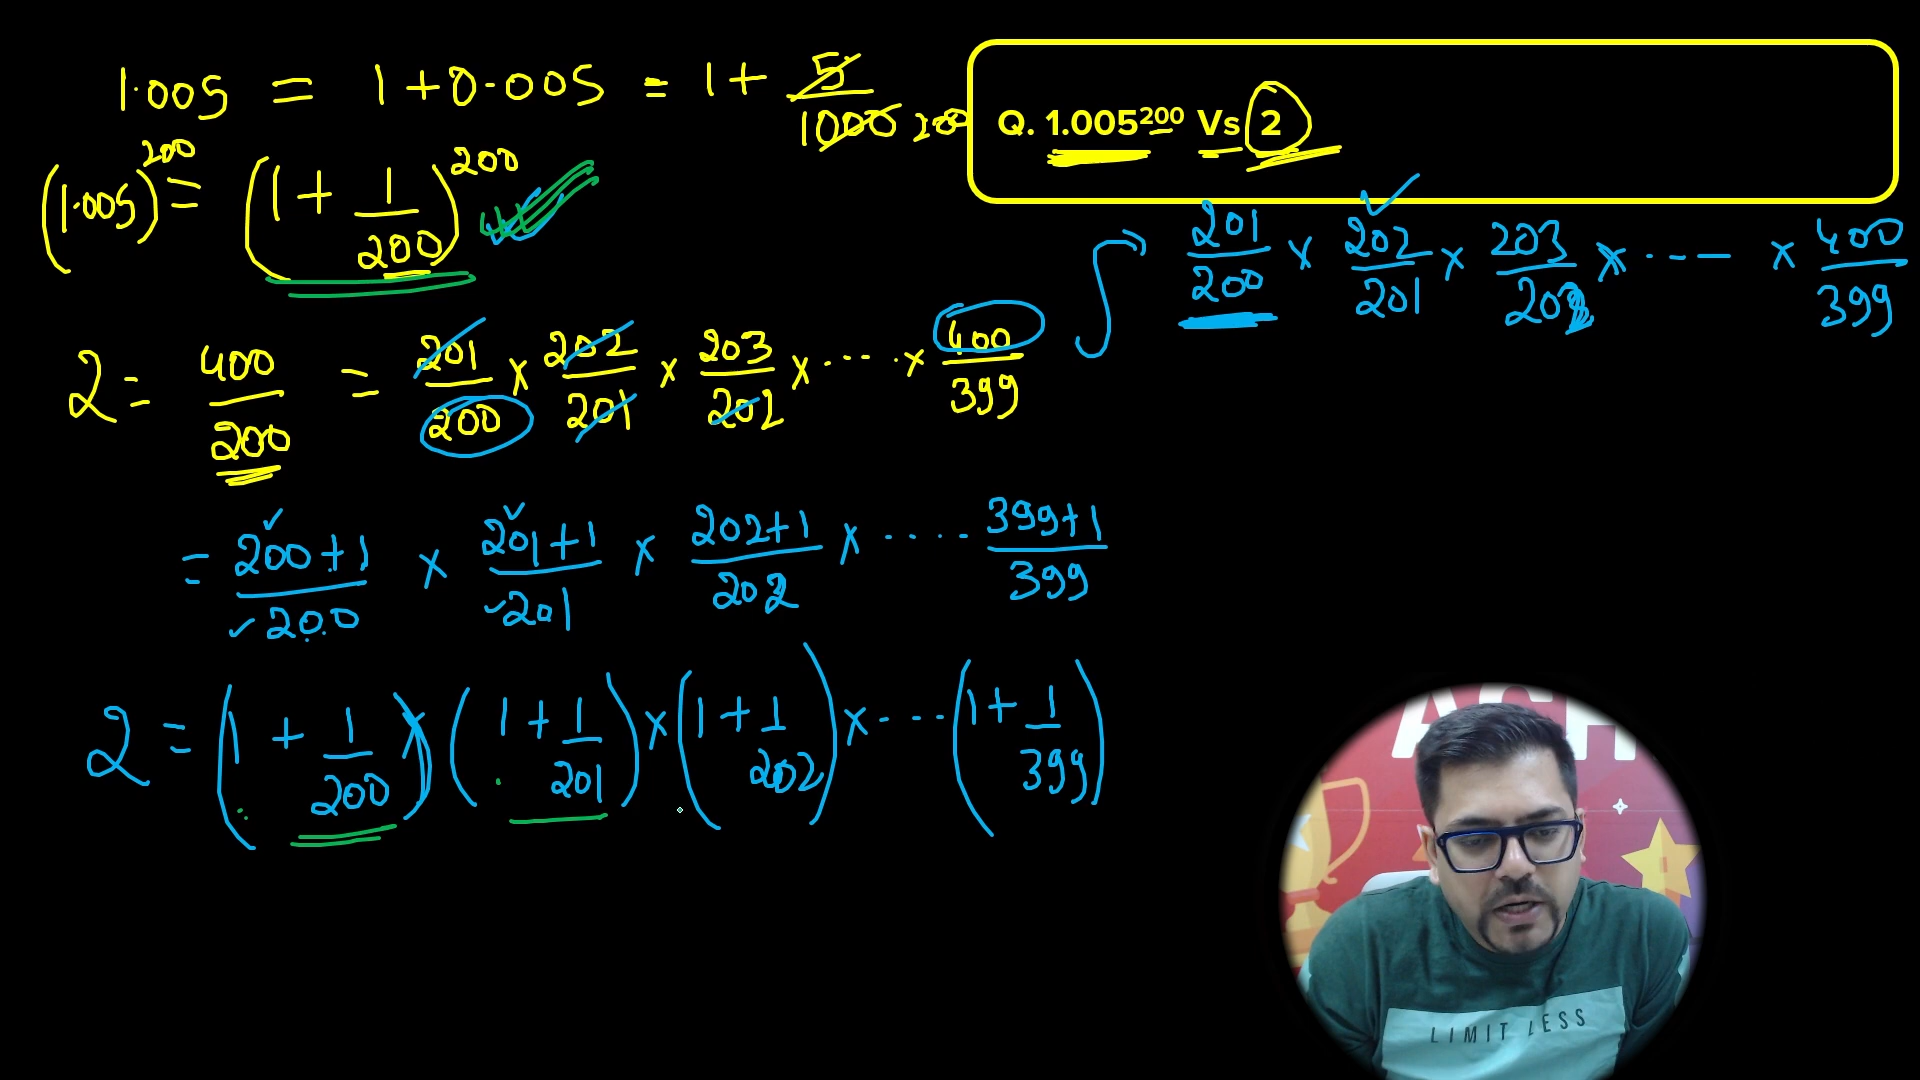 1.005 = 1 + 0.005 = 1 + 5/1000 200
Q. 1.005²⁰⁰ Vs 2
(1.005)²⁰⁰ = (1 + 1/200)²⁰⁰
201/200 × 202/201 × 203/202 × ---- × 400/399
2 = 400/200 = 201/200 × 202/201 × 203/202 × ..... × 400/399
= 200+1/200 × 201+1/201 × 202+1/202 × ..... 399+1/399
2 = (1 + 1/200) × (1 + 1/201) × (1 + 1/202) × ---- (1 + 1/399)
LIMIT LESS